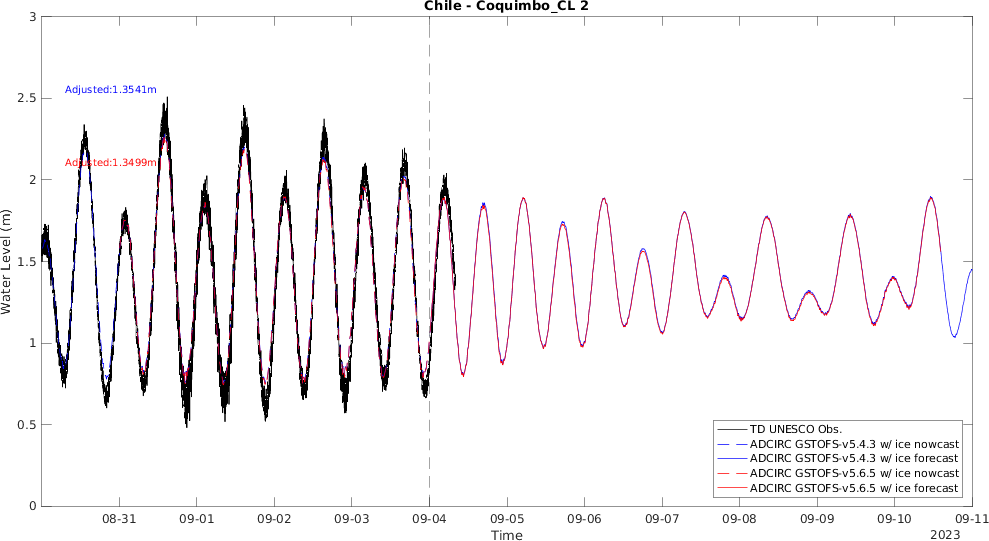 Chile - Coquimbo_CL 2
3
2.5
2
1.5
1
0.5
0
Water Level (m)
Adjusted:1.3541m
Adjusted:1.3499m
TD UNESCO Obs.
ADCIRC GSTOFS-v5.4.3 w/ ice nowcast
ADCIRC GSTOFS-v5.4.3 w/ ice forecast
ADCIRC GSTOFS-v5.6.5 w/ ice nowcast
ADCIRC GSTOFS-v5.6.5 w/ ice forecast
08-31 09-01 09-02 09-03 09-04 09-05 09-06 09-07 09-08 09-09 09-10 09-11
Time
2023